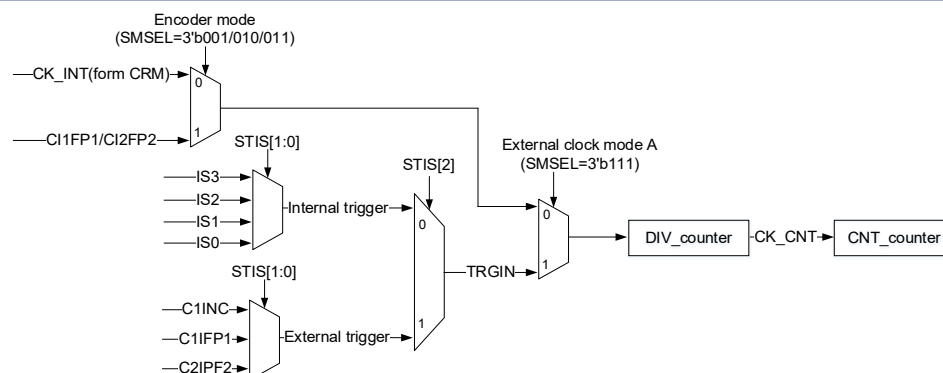 Encoder mode
(SMSEL=3'b001/010/011)
CK_INT(form CRM)
0
CI1FP1/CI2FP2
1
STIS[1:0]
IS3
IS2
IS1
IS0
Internal trigger
STIS[2]
0
External clock mode A
(SMSEL=3'b111)
0
DIV_counter
CK_CNT
CNT_counter
TRGIN
1
STIS[1:0]
C1INC
C1IFP1
C2IPF2
External trigger
1